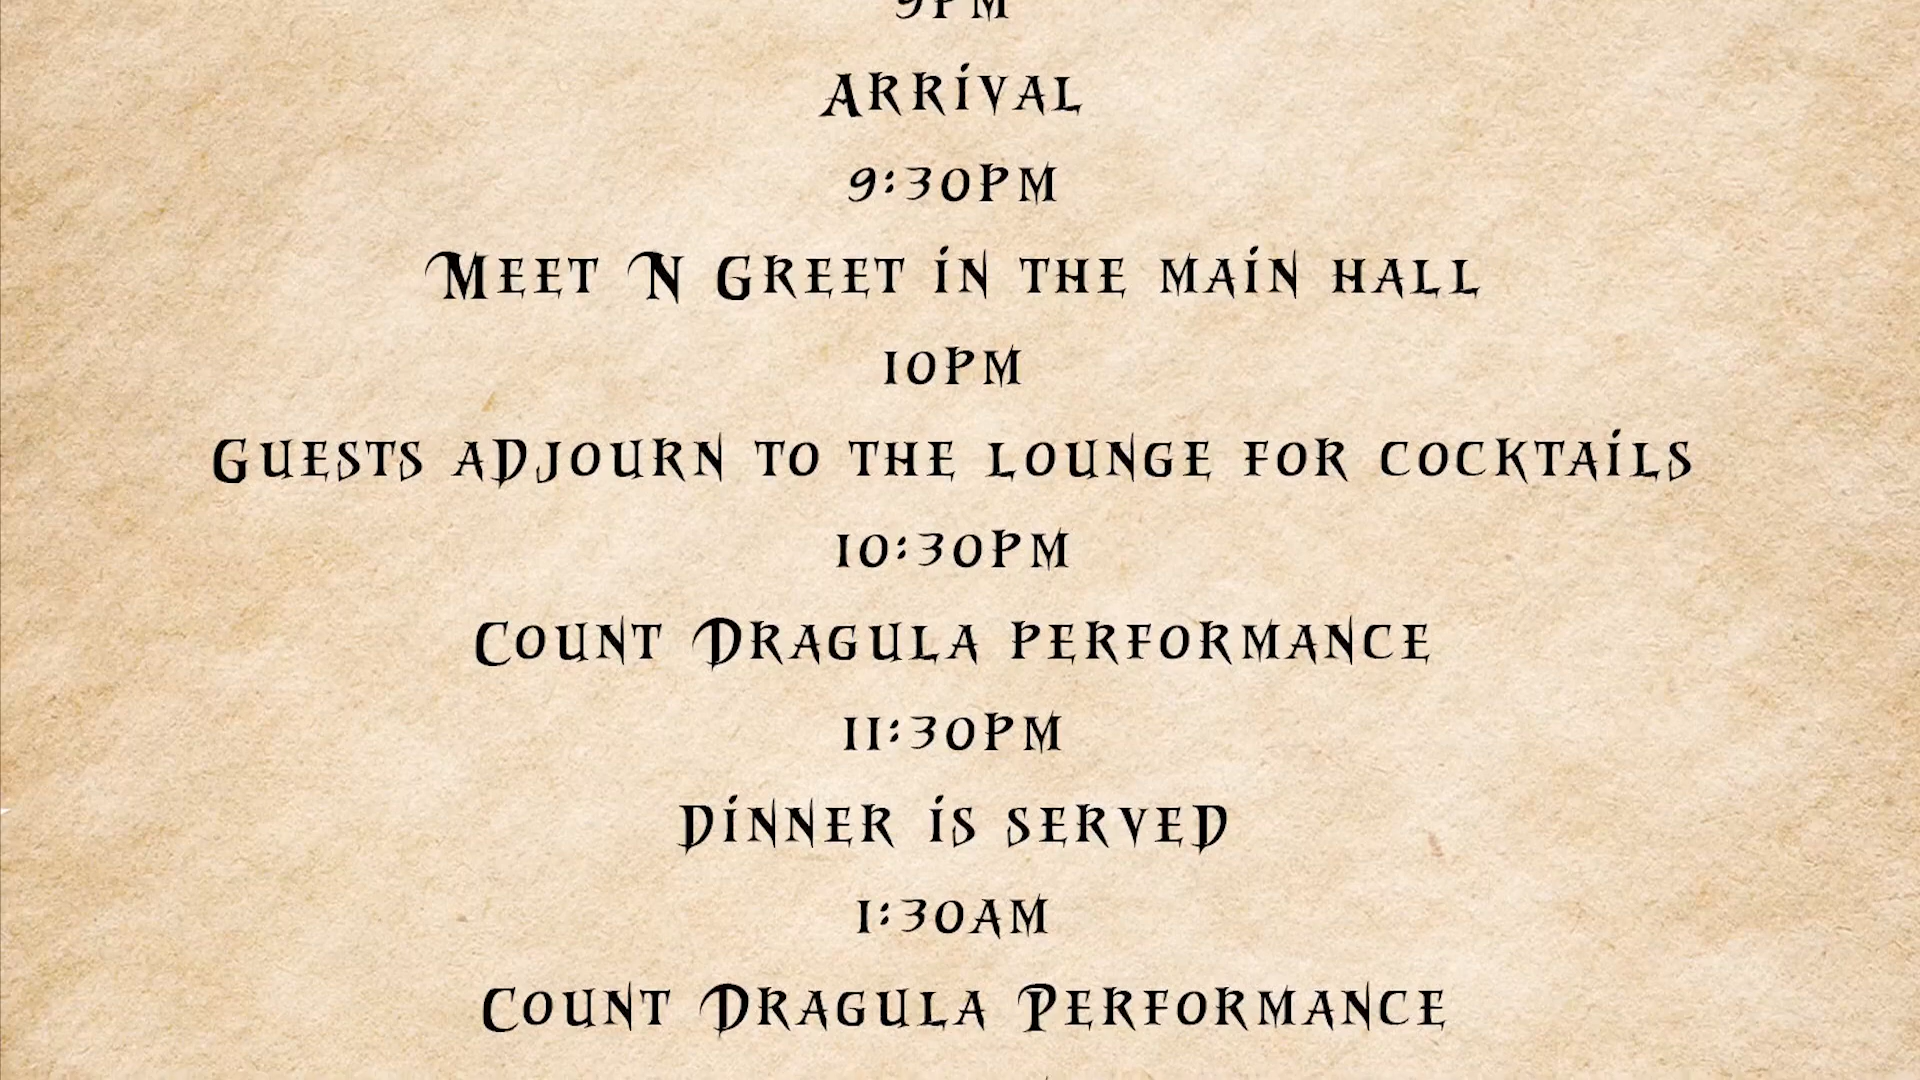 9PM
Arrival
9:30PM
Meet N Greet in the main hall
10PM
Guests adjourn to the lounge for cocktails
10:30PM
Count Dragula performance
11:30PM
Dinner is served
1:30AM
Count Dragula Performance